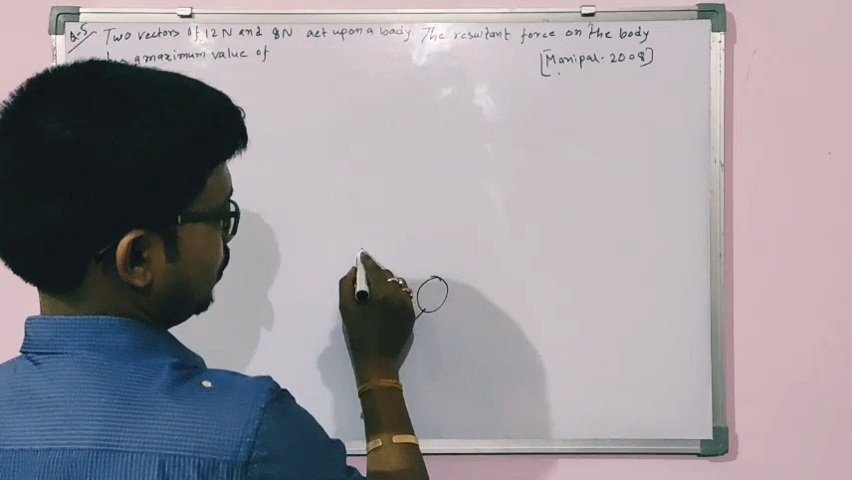 Q.5 Two vectors of 12 N and 8N act upon a body. The resultant force on the body
has a maximum value of
[Manipal-2008]